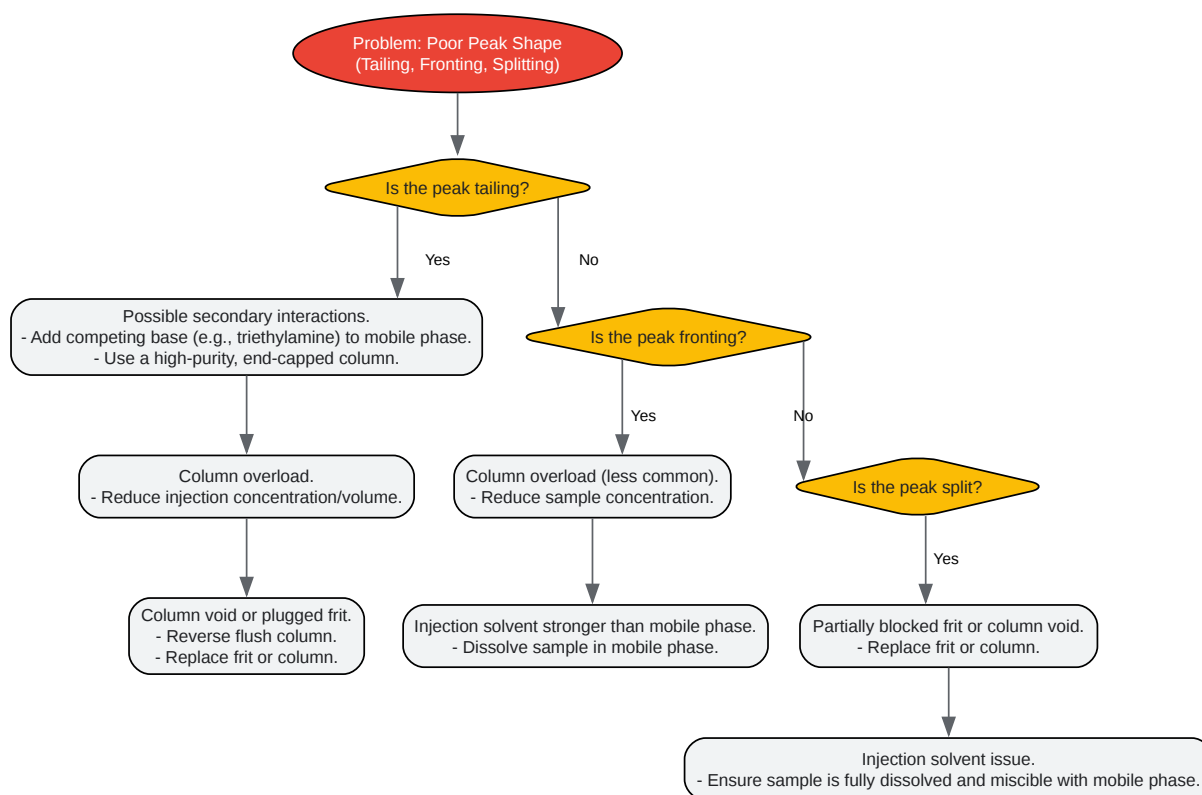 Problem: Poor Peak Shape
(Tailing, Fronting, Splitting)
Is the peak tailing?
Yes
No
Possible secondary interactions.
- Add competing base (e.g., triethylamine) to mobile phase.
- Use a high-purity, end-capped column.
Is the peak fronting?
Yes
No
Column overload.
- Reduce injection concentration/volume.
Column overload (less common).
- Reduce sample concentration.
Is the peak split?
Yes
Column void or plugged frit.
- Reverse flush column.
- Replace frit or column.
Injection solvent stronger than mobile phase.
- Dissolve sample in mobile phase.
Partially blocked frit or column void.
- Replace frit or column.
Injection solvent issue.
- Ensure sample is fully dissolved and miscible with mobile phase.